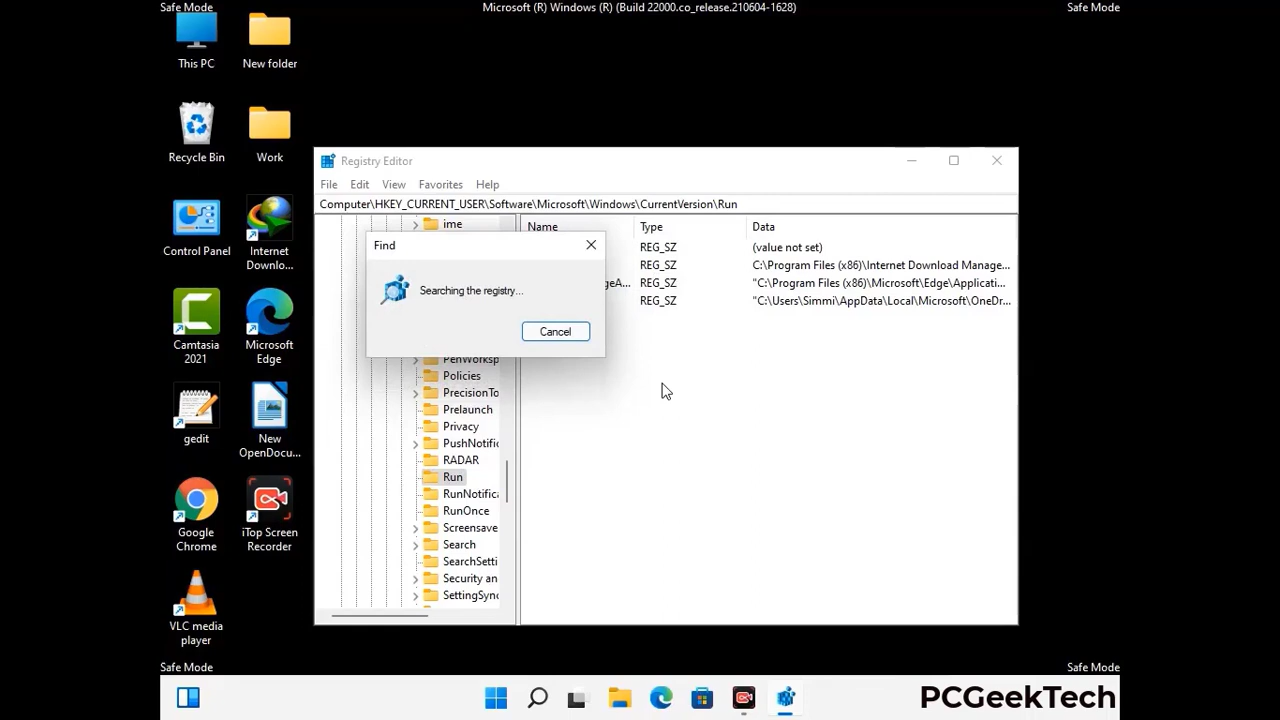 Safe Mode
Microsoft (R) Windows (R) (Build 22000.co_release.210604-1628)
Safe Mode
This PC
New folder
Recycle Bin
Work
Control Panel
Internet
Downlo...
Camtasia
2021
Microsoft
Edge
gedit
New
OpenDocu...
Google
Chrome
iTop Screen
Recorder
VLC media
player
Registry Editor
File Edit View Favorites Help
Computer\HKEY_CURRENT_USER\Software\Microsoft\Windows\CurrentVersion\Run
ime
Name Type Data
REG_SZ (value not set)
REG_SZ C:\Program Files (x86)\Internet Download Manage...
geA... REG_SZ "C:\Program Files (x86)\Microsoft\Edge\Applicati...
REG_SZ "C:\Users\Simmi\AppData\Local\Microsoft\OneDr...
Find
Searching the registry...
Cancel
PenWorksp
Policies
PrecisionTo
Prelaunch
Privacy
PushNotific
RADAR
Run
RunNotifica
RunOnce
Screensave
Search
SearchSetti
Security an
SettingSync
Safe Mode
Safe Mode
PCGeekTech